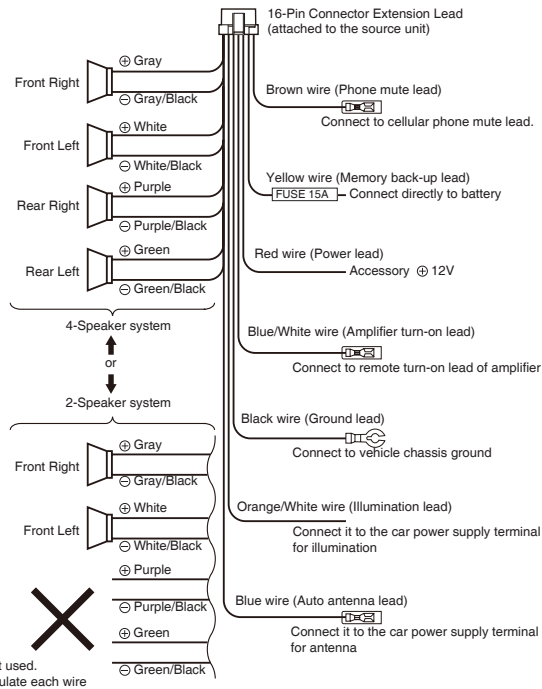 16-Pin Connector Extension Lead
(attached to the source unit)
Front Right
⊕ Gray
⊖ Gray/Black
Front Left
⊕ White
⊖ White/Black
Rear Right
⊕ Purple
⊖ Purple/Black
Rear Left
⊕ Green
⊖ Green/Black
4-Speaker system
or
2-Speaker system
Front Right
⊕ Gray
⊖ Gray/Black
Front Left
⊕ White
⊖ White/Black
⊕ Purple
⊖ Purple/Black
⊕ Green
⊖ Green/Black
used.
each wire
Brown wire (Phone mute lead)
Connect to cellular phone mute lead.
Yellow wire (Memory back-up lead)
FUSE 15A
Connect directly to battery
Red wire (Power lead)
Accessory ⊕ 12V
Blue/White wire (Amplifier turn-on lead)
Connect to remote turn-on lead of amplifier
Black wire (Ground lead)
Connect to vehicle chassis ground
Orange/White wire (Illumination lead)
Connect it to the car power supply terminal
for illumination
Blue wire (Auto antenna lead)
Connect it to the car power supply terminal
for antenna